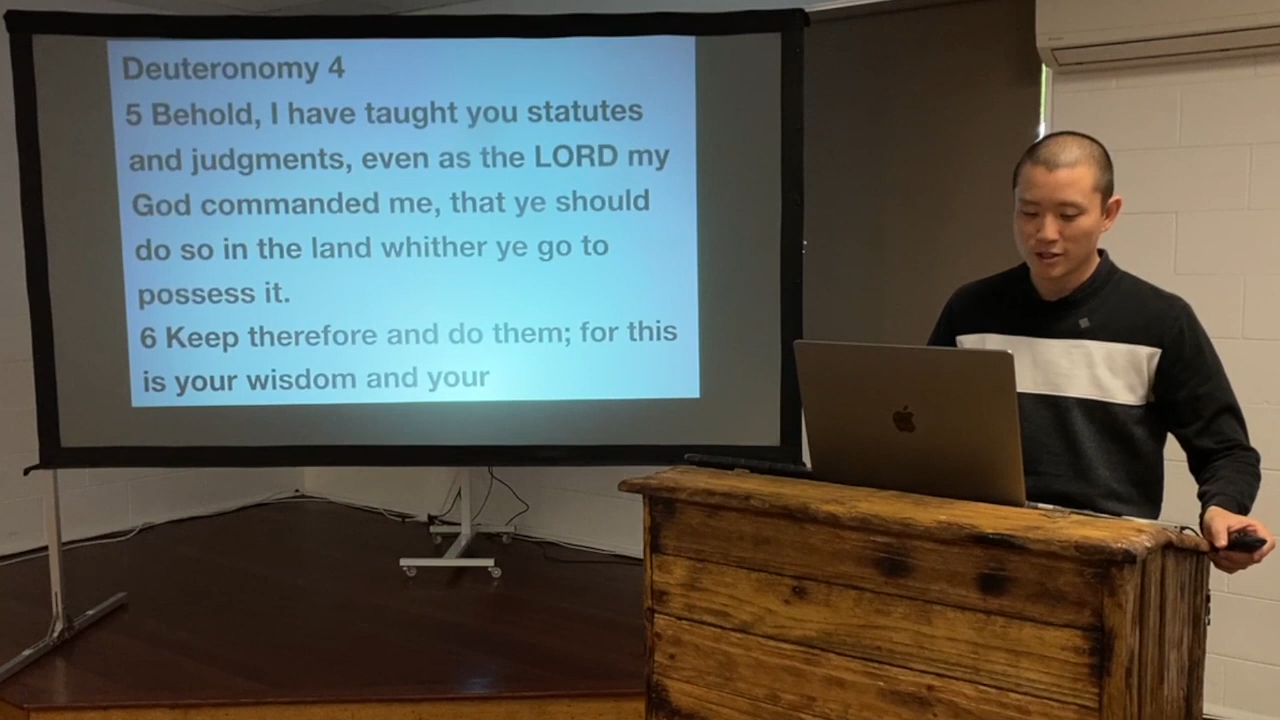 Deuteronomy 4
5 Behold, I have taught you statutes
and judgments, even as the LORD my
God commanded me, that ye should
do so in the land whither ye go to
possess it.
6 Keep therefore and do them; for this
is your wisdom and your